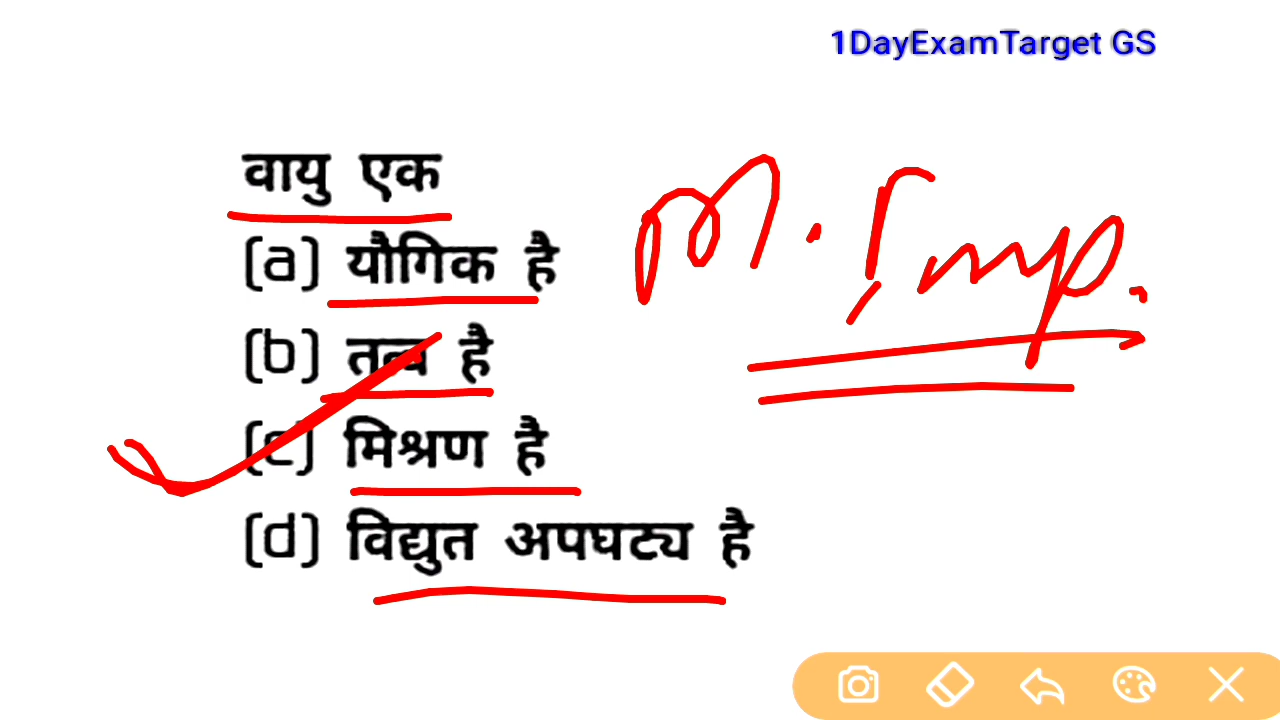 1DayExamTarget GS
वायु एक
M. Imp.
(a) यौगिक है
(b) तत्व है
(c) मिश्रण है
(d) विद्युत अपघट्य है